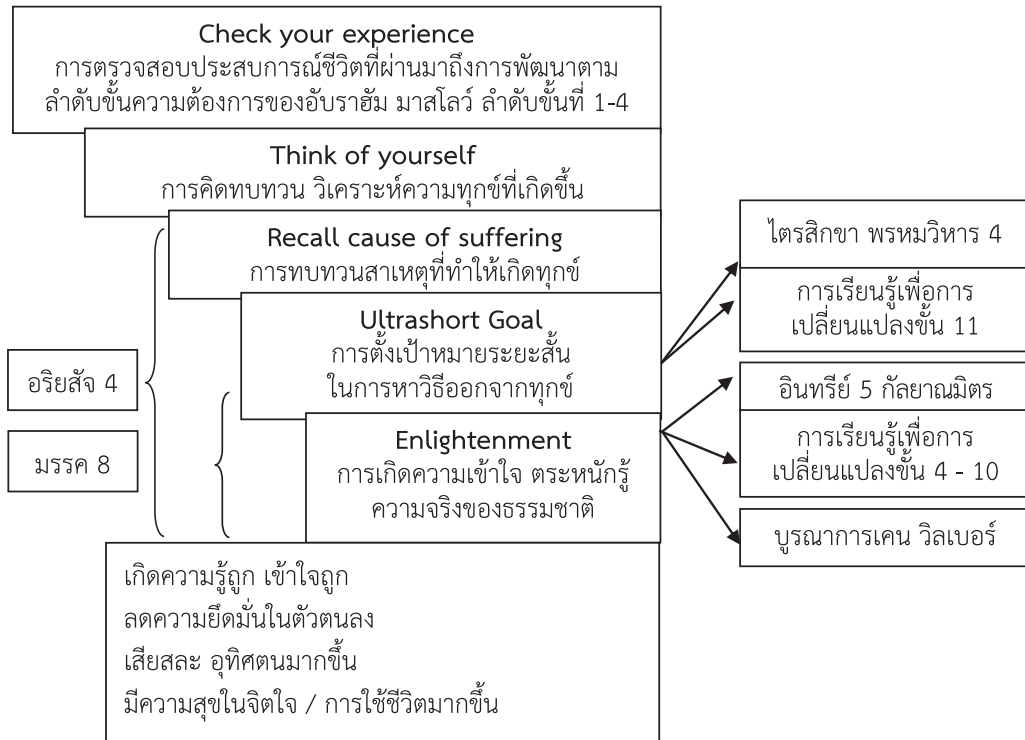 Check your experience
การตรวจสอบประสบการณ์ชีวิตที่ผ่านมาถึงการพัฒนาตาม
ลำดับขั้นความต้องการของอับราฮัม มาสโลว์ ลำดับขั้นที่ 1-4
Think of yourself
การคิดทบทวน วิเคราะห์ความทุกข์ที่เกิดขึ้น
Recall cause of suffering
การทบทวนสาเหตุที่ทำให้เกิดทุกข์
Ultrashort Goal
การตั้งเป้าหมายระยะสั้น
ในการหาวิธีออกจากทุกข์
Enlightenment
การเกิดความเข้าใจ ตระหนักรู้
ความจริงของธรรมชาติ
อริยสัจ 4
มรรค 8
ไตรสิกขา พรหมวิหาร 4
การเรียนรู้เพื่อการ
เปลี่ยนแปลงขั้น 11
อินทรีย์ 5 กัลยาณมิตร
การเรียนรู้เพื่อการ
เปลี่ยนแปลงขั้น 4 - 10
บูรณาการเคน วิลเบอร์
เกิดความรู้ถูก เข้าใจถูก
ลดความยึดมั่นในตัวตนลง
เสียสละ อุทิศตนมากขึ้น
มีความสุขในจิตใจ / การใช้ชีวิตมากขึ้น